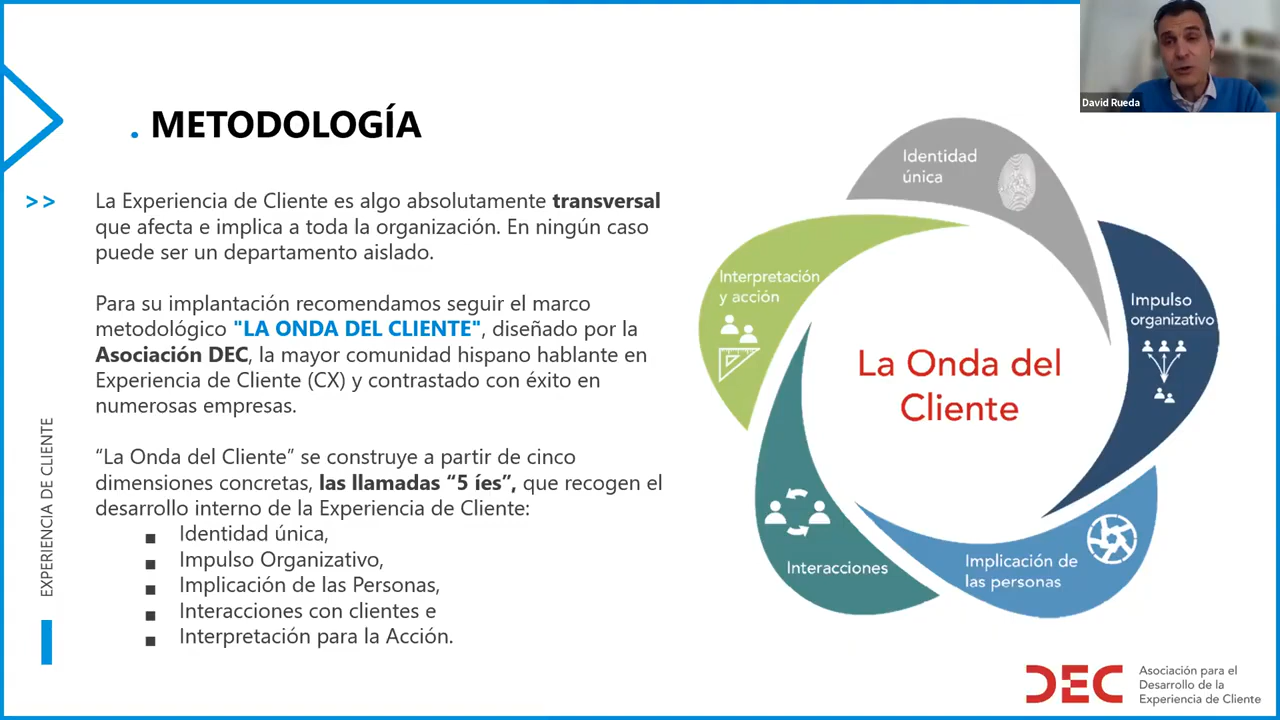 David Rueda
. METODOLOGÍA
>>
La Experiencia de Cliente es algo absolutamente transversal
que afecta e implica a toda la organización. En ningún caso
puede ser un departamento aislado.
Para su implantación recomendamos seguir el marco
metodológico "LA ONDA DEL CLIENTE", diseñado por la
Asociación DEC, la mayor comunidad hispano hablante en
Experiencia de Cliente (CX) y contrastado con éxito en
numerosas empresas.
“La Onda del Cliente” se construye a partir de cinco
dimensiones concretas, las llamadas “5 íes”, que recogen el
desarrollo interno de la Experiencia de Cliente:
■ Identidad única,
■ Impulso Organizativo,
■ Implicación de las Personas,
■ Interacciones con clientes e
■ Interpretación para la Acción.
EXPERIENCIA DE CLIENTE
Identidad
única
Impulso
organizativo
Implicación de
las personas
Interacciones
Interpretación
y acción
La Onda del
Cliente
DEC
Asociación para el
Desarrollo de la
Experiencia de Cliente